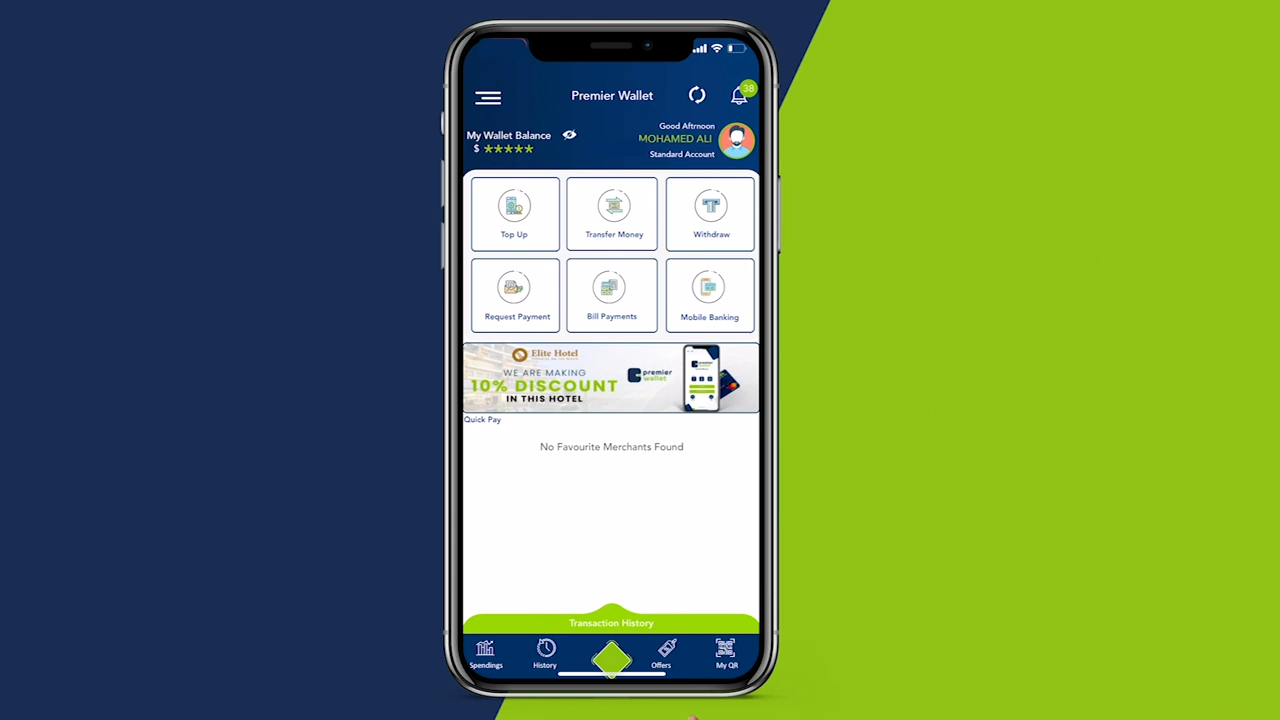 Premier Wallet
38
My Wallet Balance
$ *****
Good Aftrnoon
MOHAMED ALI
Standard Account
Top Up
Transfer Money
Withdraw
Request Payment
Bill Payments
Mobile Banking
Elite Hotel
WE ARE MAKING
10% DISCOUNT
IN THIS HOTEL
premier
wallet
Quick Pay
No Favourite Merchants Found
Transaction History
Spendings
History
Offers
My QR